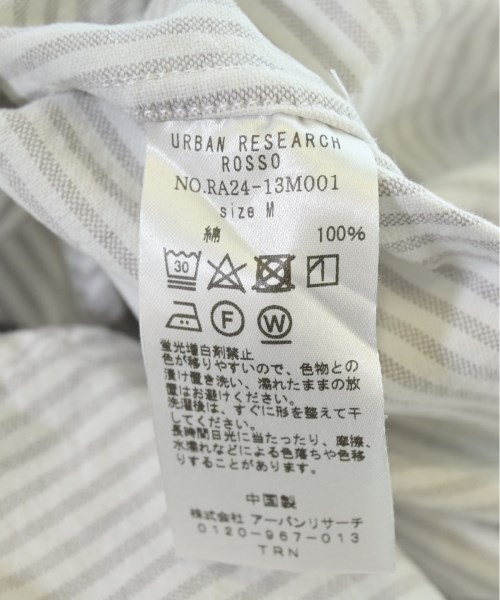 URBAN RESEARCH
ROSSO
NO.RA24-13M001
size M
綿 100%
30
F
W
蛍光増白剤禁止
色が移りやすいので、色物との
漬け置き洗い、濡れたままの放
置はお避けください。
洗濯後は、すぐに形を整えて干
してください。
長時間日光に当たったり、摩擦、
水濡れなどによる色落ちや色移
りすることがあります。
中国製
株式会社 アーバンリサーチ
0120-967-013
TRN